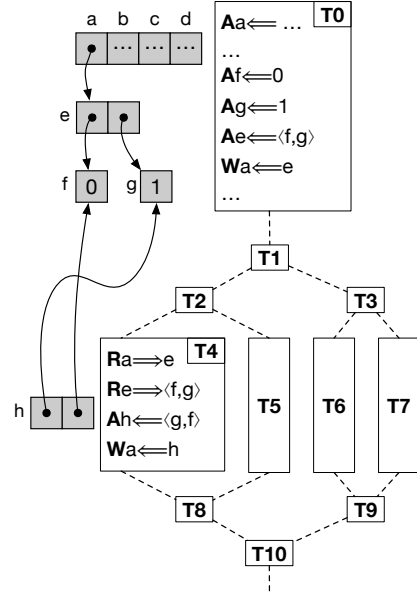 a b c d
... ... ...
e
f 0 g 1
T0
Aa⟸ ...
...
Af⟸0
Ag⟸1
Ae⟸⟨f,g⟩
Wa⟸e
...
T1
T2 T3
T4
Ra⟹e
Re⟹⟨f,g⟩
Ah⟸⟨g,f⟩
Wa⟸h
T5 T6 T7
h
T8 T9
T10